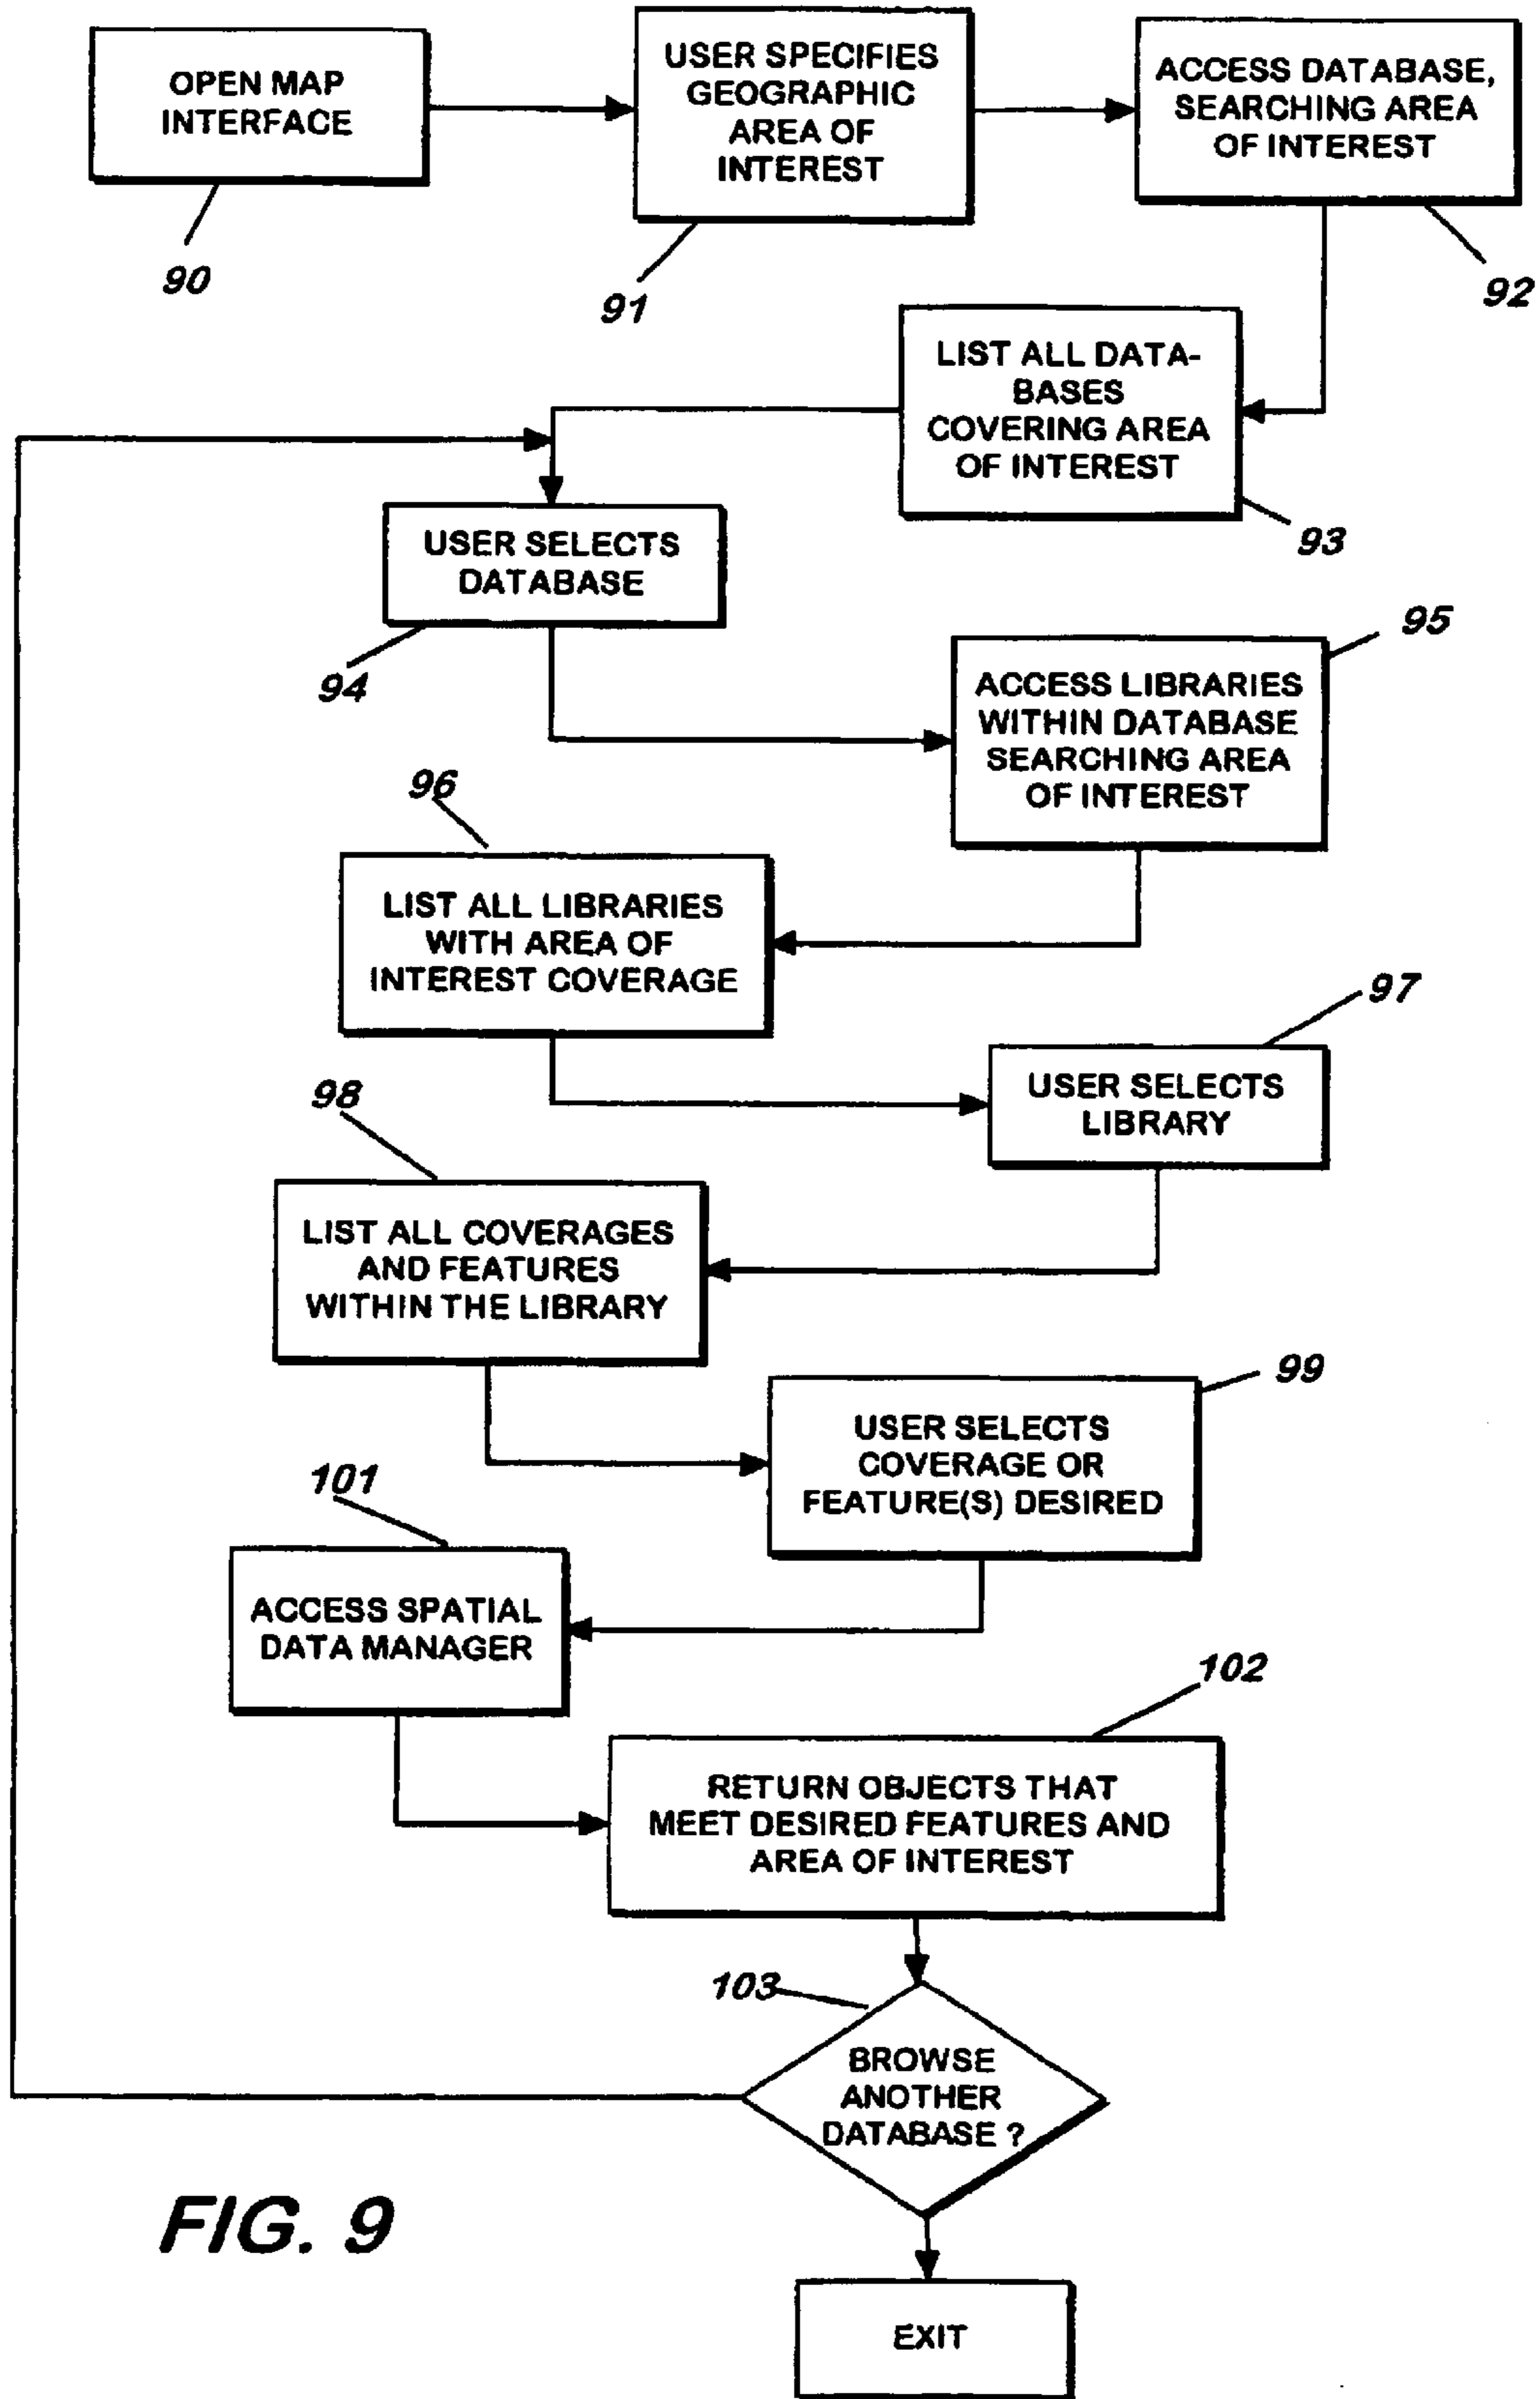 OPEN MAP
INTERFACE
90
USER SPECIFIES
GEOGRAPHIC
AREA OF
INTEREST
91
ACCESS DATABASE,
SEARCHING AREA
OF INTEREST
92
LIST ALL DATA-
BASES
COVERING AREA
OF INTEREST
93
USER SELECTS
DATABASE
94
95
ACCESS LIBRARIES
WITHIN DATABASE
SEARCHING AREA
OF INTEREST
96
LIST ALL LIBRARIES
WITH AREA OF
INTEREST COVERAGE
97
USER SELECTS
LIBRARY
98
LIST ALL COVERAGES
AND FEATURES
WITHIN THE LIBRARY
99
USER SELECTS
COVERAGE OR
FEATURE(S) DESIRED
101
ACCESS SPATIAL
DATA MANAGER
102
RETURN OBJECTS THAT
MEET DESIRED FEATURES AND
AREA OF INTEREST
103
BROWSE
ANOTHER
DATABASE ?
FIG. 9
EXIT